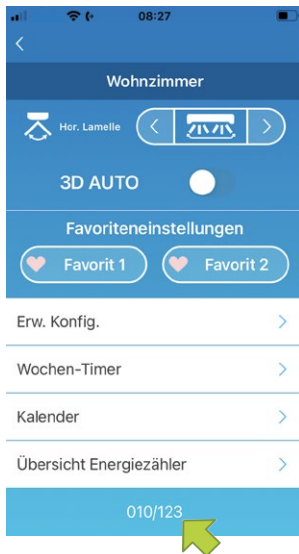 08:27
Wohnzimmer
Hor. Lamelle
3D AUTO
Favoriteneinstellungen
Favorit 1 Favorit 2
Erw. Konfig.
Wochen-Timer
Kalender
Übersicht Energiezähler
010/123